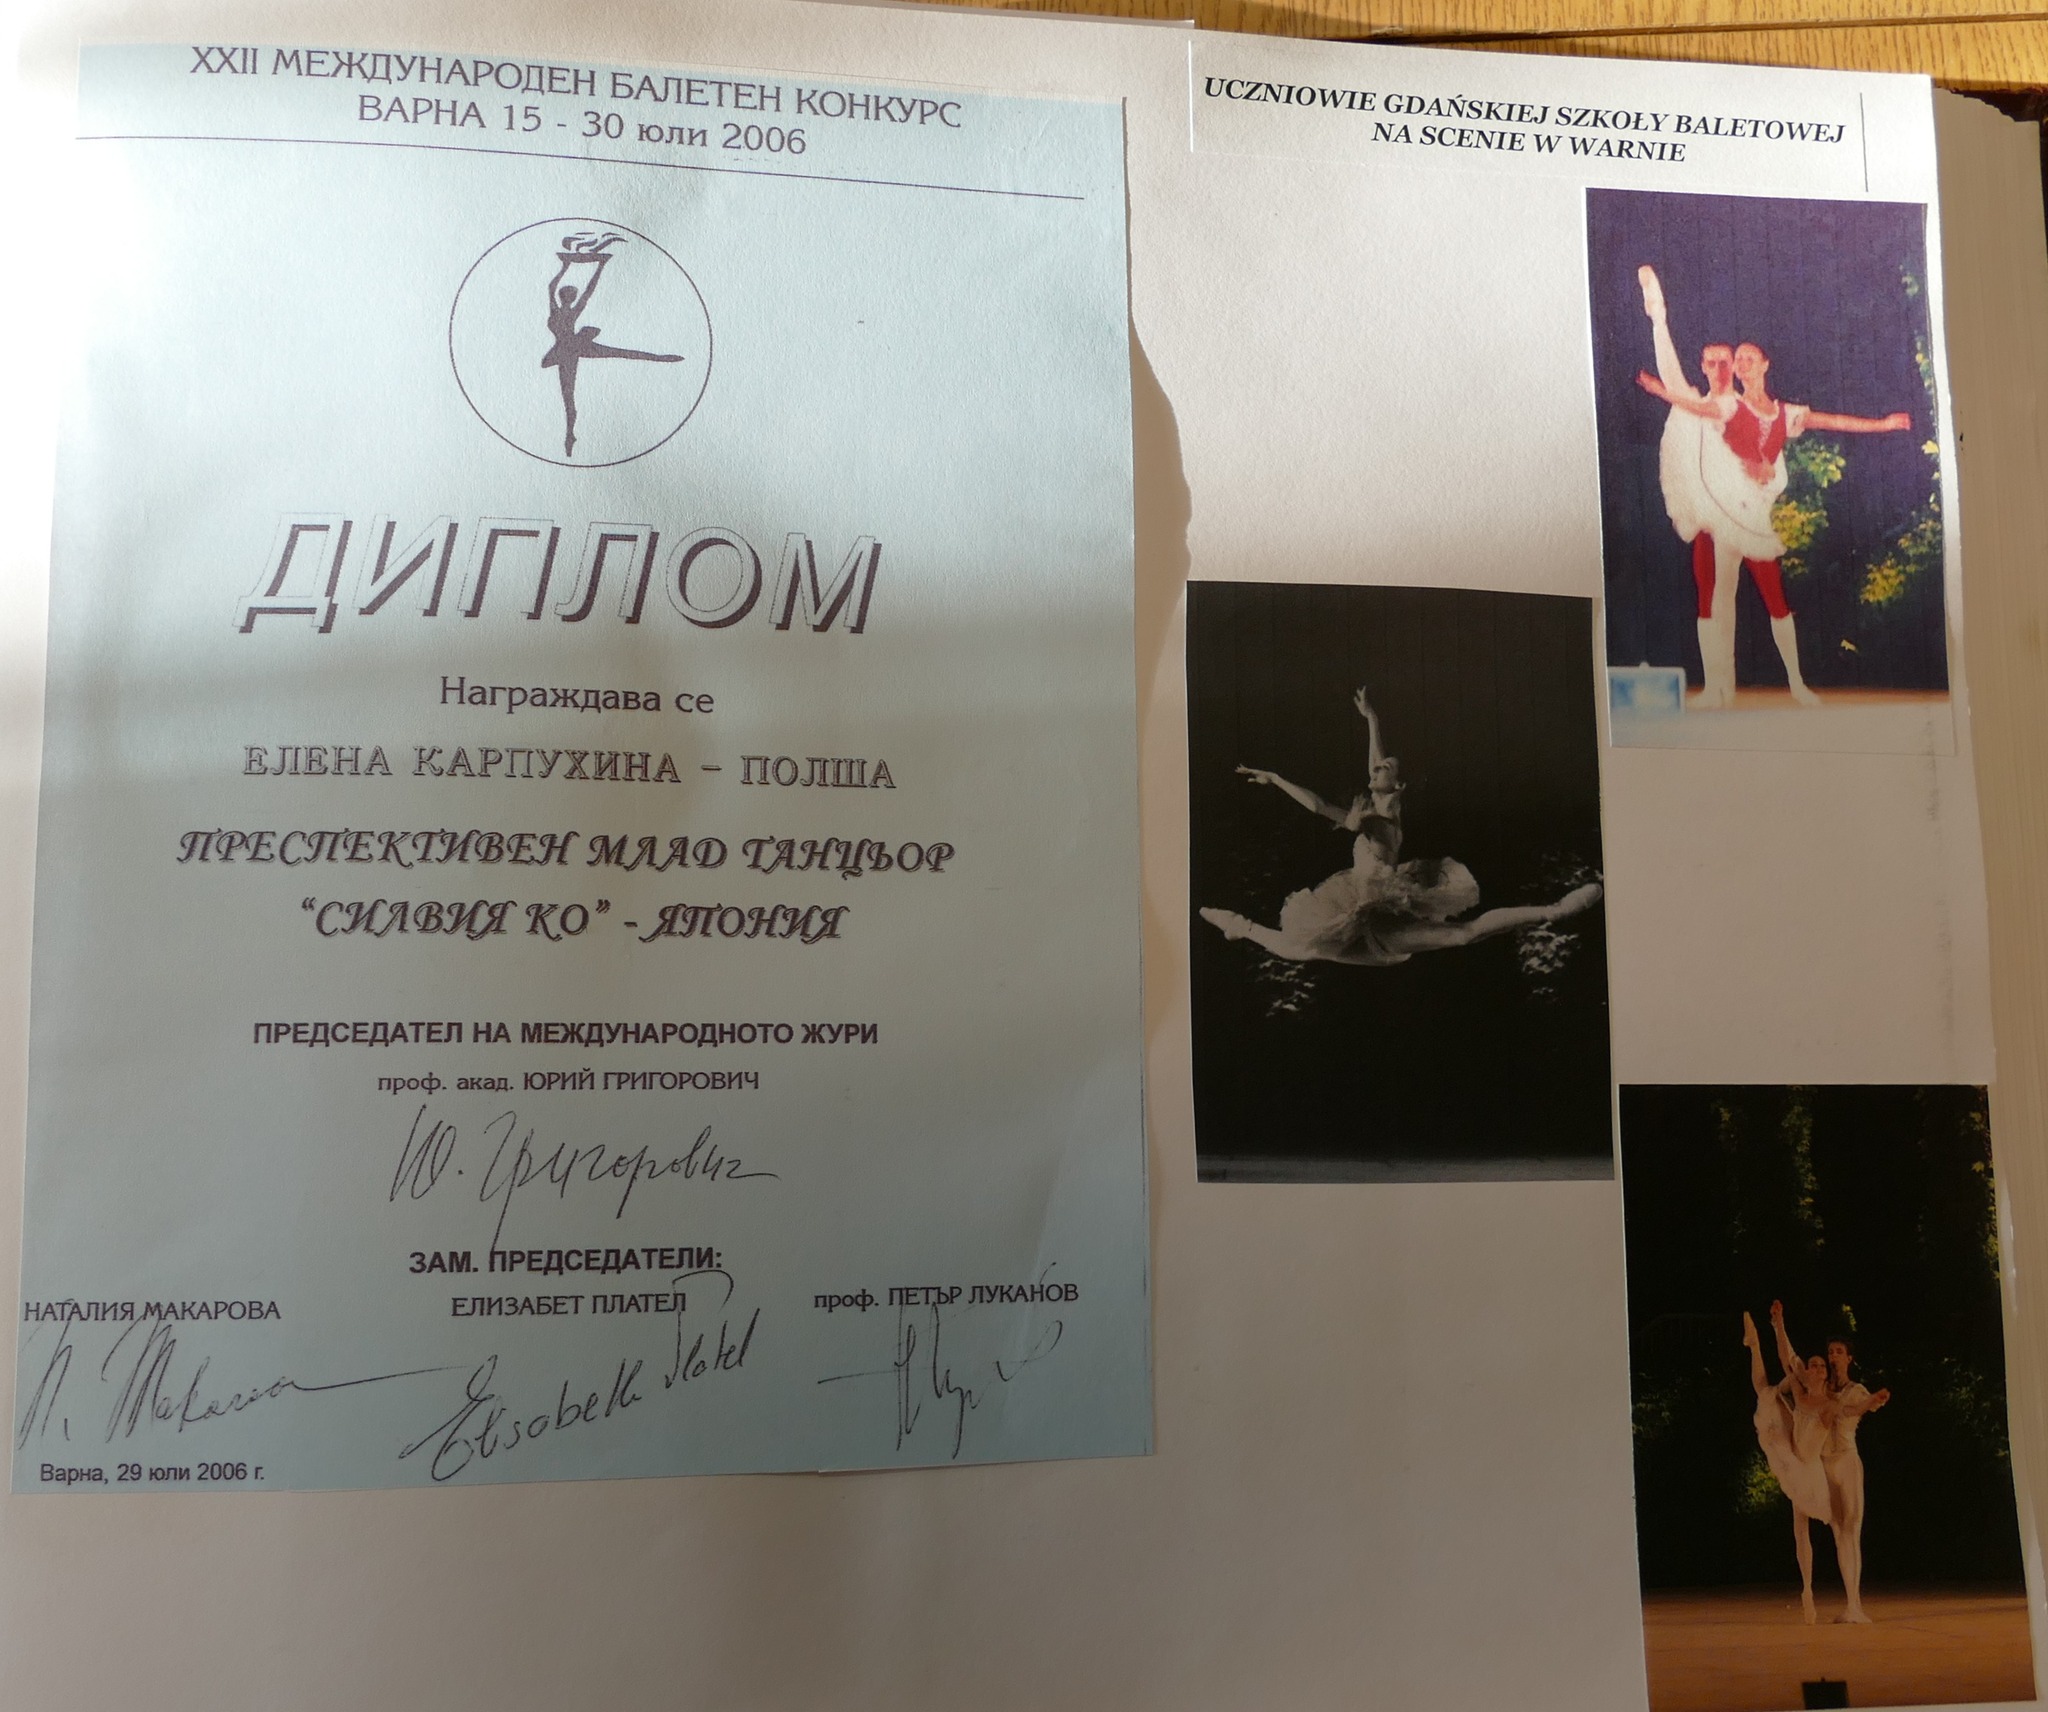 XXII МЕЖДУНАРОДЕН БАЛЕТЕН КОНКУРС
ВАРНА 15 - 30 юли 2006
ДИПЛОМ
Награждава се
ЕЛЕНА КАРПУХИНА – ПОЛША
ПРЕСПЕКТИВЕН МЛАД ТАНЦЬОР
“СИЛВИЯ КО” - ЯПОНИЯ
ПРЕДСЕДАТЕЛ НА МЕЖДУНАРОДНОТО ЖУРИ
проф. акад. ЮРИЙ ГРИГОРОВИЧ
Ю. Григорович
ЗАМ. ПРЕДСЕДАТЕЛИ:
НАТАЛИЯ МАКАРОВА ЕЛИЗАБЕТ ПЛАТЕЛ проф. ПЕТЪР ЛУКАНОВ
Н. Макарова Elisabeth Platel
Варна, 29 юли 2006 г.
UCZNIOWIE GDAŃSKIEJ SZKOŁY BALETOWEJ
NA SCENIE W WARNIE